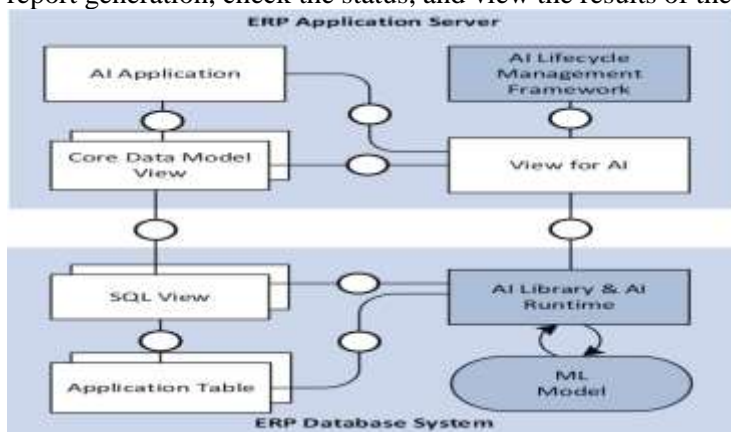 report generation, check the status, and view the results of the
ERP Application Server
AI Application
AI Lifecycle
Management
Framework
Core Data Model
View
View for AI
SQL View
AI Library & AI
Runtime
Application Table
ML
Model
ERP Database System